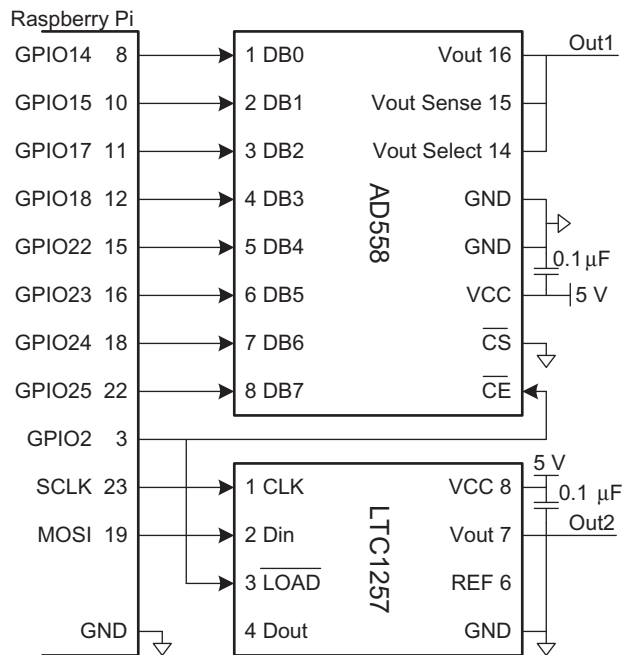 Raspberry Pi
GPIO14 8 1 DB0 Vout 16 Out1
GPIO15 10 2 DB1 Vout Sense 15
GPIO17 11 3 DB2 Vout Select 14
GPIO18 12 4 DB3 GND
GPIO22 15 5 DB4 GND
0.1 μF
GPIO23 16 6 DB5 VCC 5 V
GPIO24 18 7 DB6 CS
GPIO25 22 8 DB7 CE
AD558
GPIO2 3
5 V
SCLK 23 1 CLK VCC 8 0.1 μF
MOSI 19 2 Din Vout 7 Out2
3 LOAD REF 6
GND 4 Dout GND
LTC1257